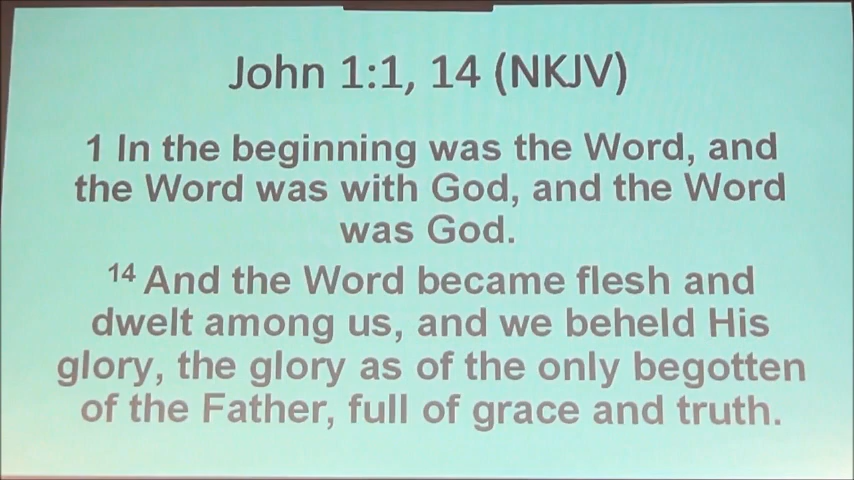 John 1:1, 14 (NKJV)
1 In the beginning was the Word, and
the Word was with God, and the Word
was God.
14 And the Word became flesh and
dwelt among us, and we beheld His
glory, the glory as of the only begotten
of the Father, full of grace and truth.